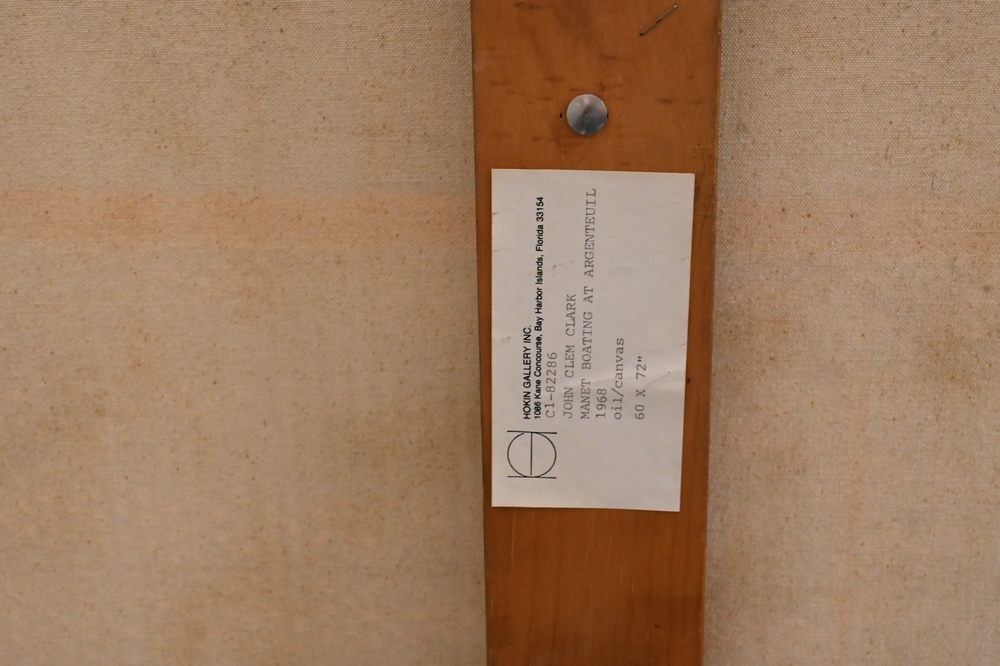 HOKIN GALLERY INC.
1086 Kane Concourse, Bay Harbor Islands, Florida 33154
C1-82286
JOHN CLEM CLARK
MANET BOATING AT ARGENTEUIL
1968
oil/canvas
60 X 72"